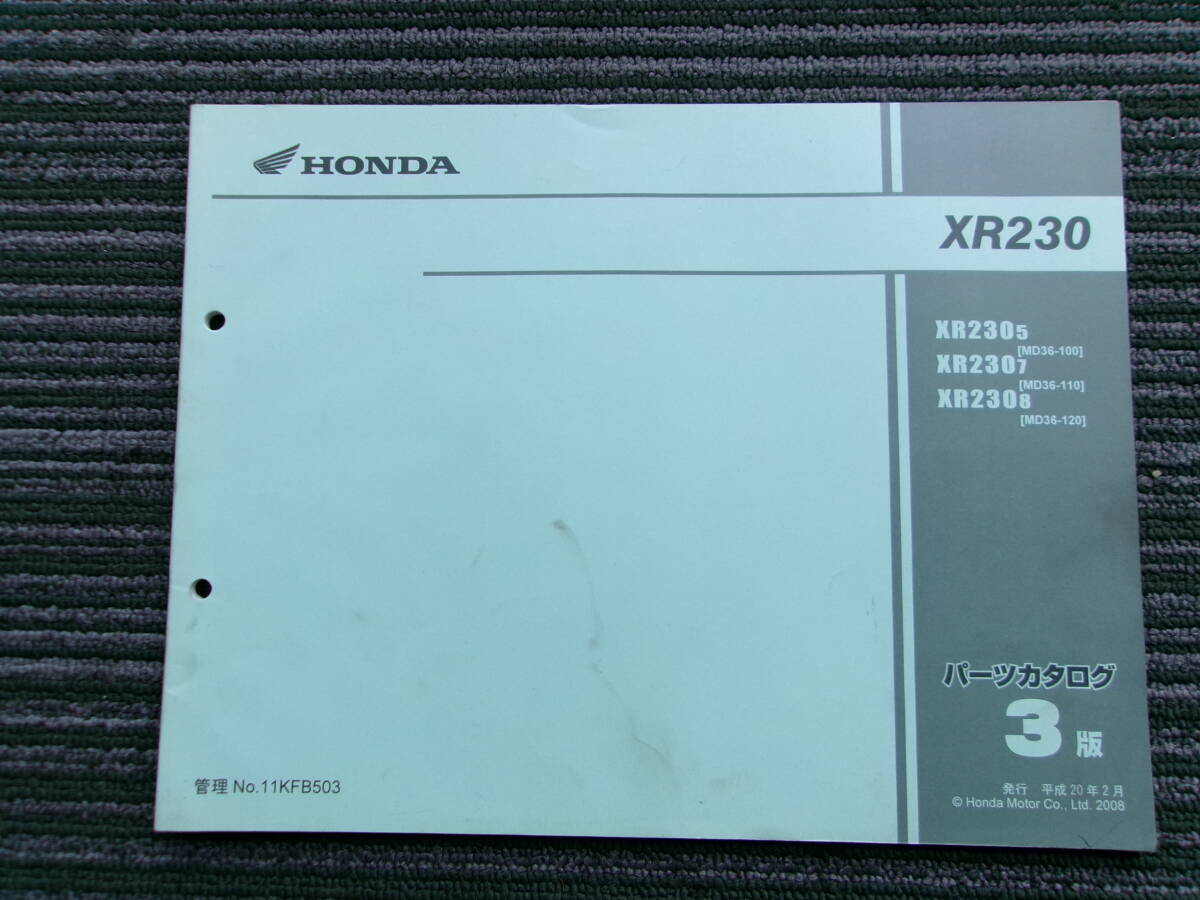 HONDA
XR230
XR2305
[MD36-100]
XR2307
[MD36-110]
XR2308
[MD36-120]
パーツカタログ
3版
管理 No.11KFB503
発行 平成20年2月
© Honda Motor Co., Ltd. 2008